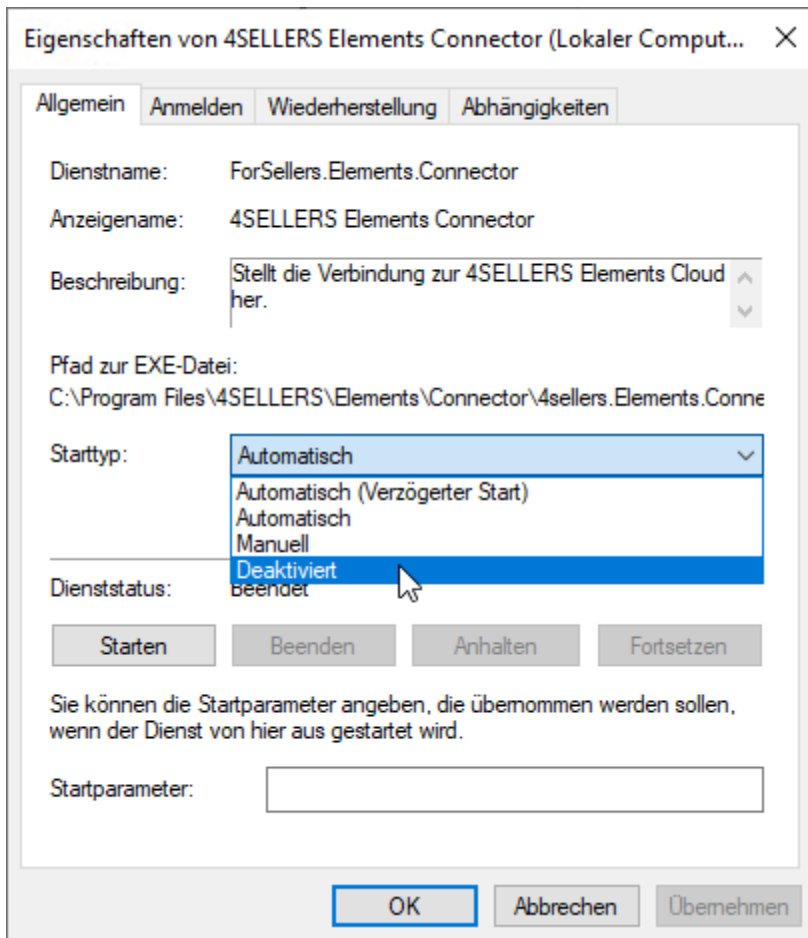 Eigenschaften von 4SELLERS Elements Connector (Lokaler Comput...
Allgemein Anmelden Wiederherstellung Abhängigkeiten
Dienstname: ForSellers.Elements.Connector
Anzeigename: 4SELLERS Elements Connector
Beschreibung: Stellt die Verbindung zur 4SELLERS Elements Cloud
her.
Pfad zur EXE-Datei:
C:\Program Files\4SELLERS\Elements\Connector\4sellers.Elements.Conne
Starttyp: Automatisch
Automatisch (Verzögerter Start)
Automatisch
Manuell
Deaktiviert
Dienststatus: Beendet
Starten Beenden Anhalten Fortsetzen
Sie können die Startparameter angeben, die übernommen werden sollen,
wenn der Dienst von hier aus gestartet wird.
Startparameter:
OK Abbrechen Übernehmen